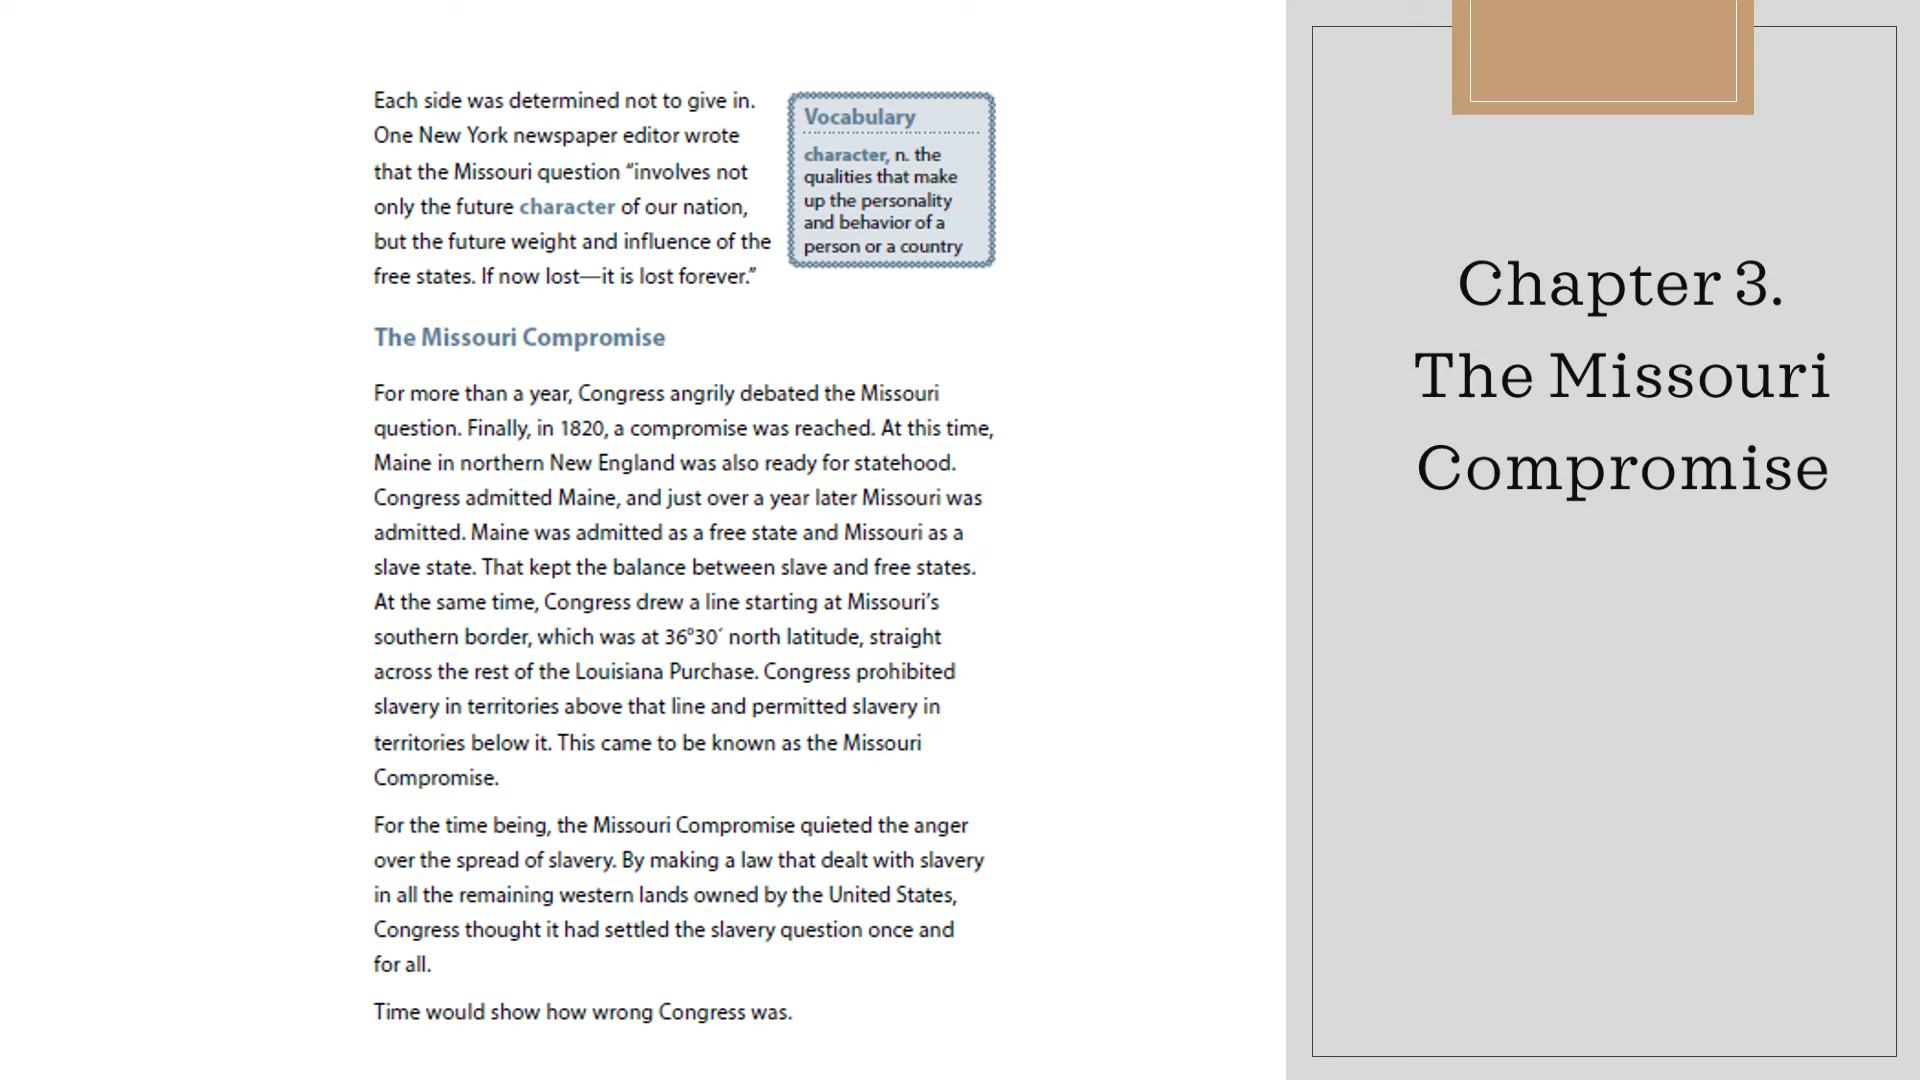 Each side was determined not to give in.
One New York newspaper editor wrote
that the Missouri question “involves not
only the future character of our nation,
but the future weight and influence of the
free states. If now lost—it is lost forever.”
Vocabulary
character, n. the
qualities that make
up the personality
and behavior of a
person or a country
The Missouri Compromise
For more than a year, Congress angrily debated the Missouri
question. Finally, in 1820, a compromise was reached. At this time,
Maine in northern New England was also ready for statehood.
Congress admitted Maine, and just over a year later Missouri was
admitted. Maine was admitted as a free state and Missouri as a
slave state. That kept the balance between slave and free states.
At the same time, Congress drew a line starting at Missouri’s
southern border, which was at 36°30´ north latitude, straight
across the rest of the Louisiana Purchase. Congress prohibited
slavery in territories above that line and permitted slavery in
territories below it. This came to be known as the Missouri
Compromise.
For the time being, the Missouri Compromise quieted the anger
over the spread of slavery. By making a law that dealt with slavery
in all the remaining western lands owned by the United States,
Congress thought it had settled the slavery question once and
for all.
Time would show how wrong Congress was.
Chapter 3.
The Missouri
Compromise